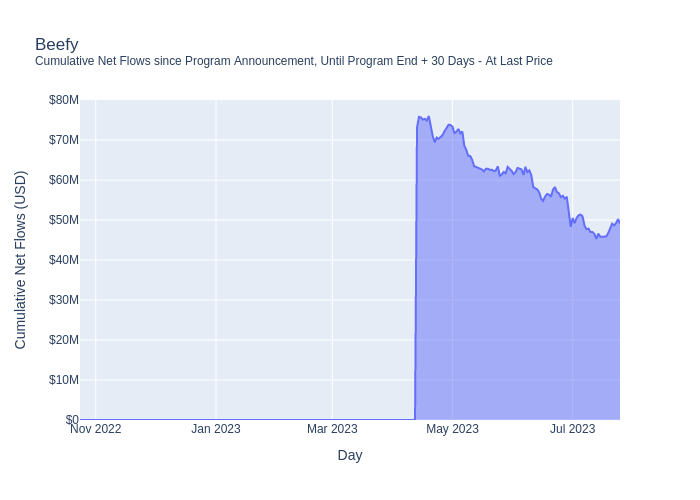 Beefy
Cumulative Net Flows since Program Announcement, Until Program End + 30 Days - At Last Price
$80M
$70M
$60M
$50M
$40M
$30M
$20M
$10M
$0
Cumulative Net Flows (USD)
Nov 2022
Jan 2023
Mar 2023
May 2023
Jul 2023
Day